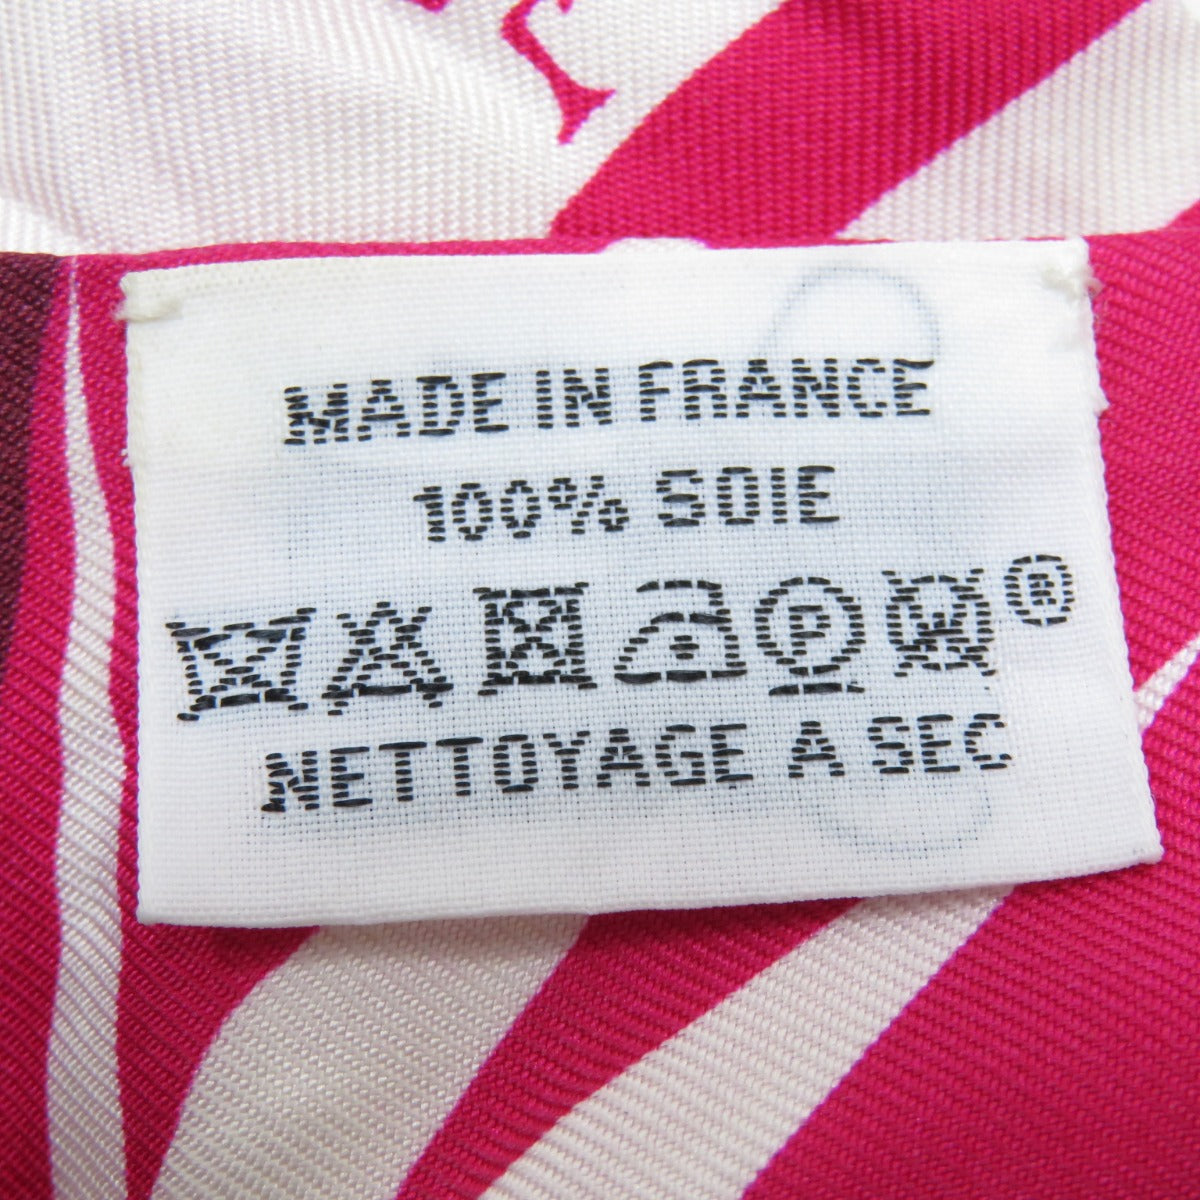 MADE IN FRANCE
100% SOIE
P W ®
NETTOYAGE A SEC